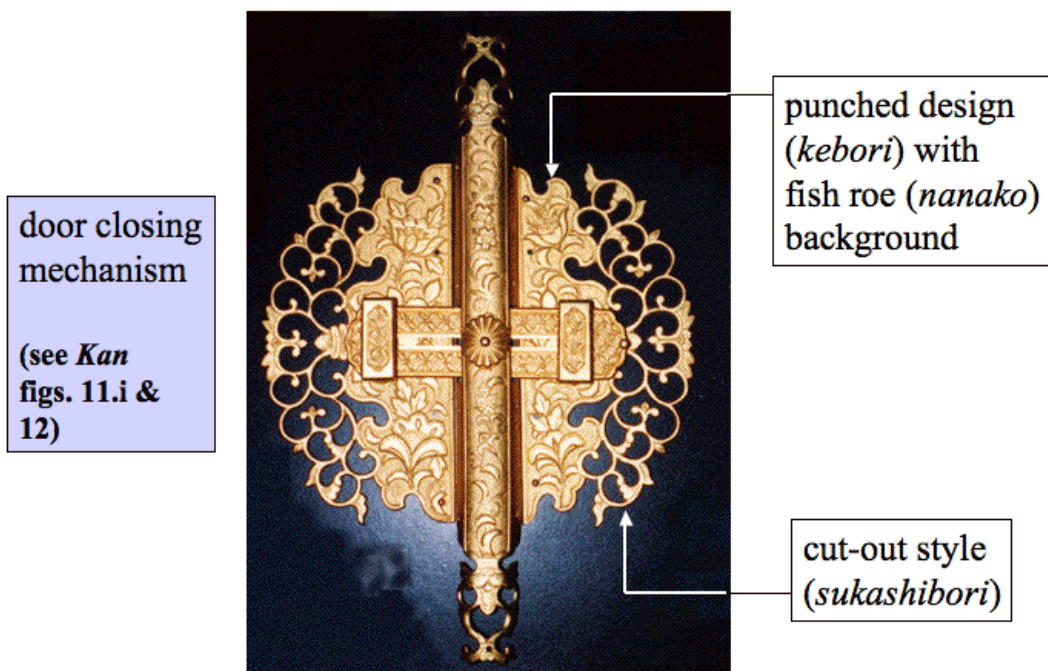 door closing
mechanism
(see Kan
figs. 11.i &
12)
punched design
(kebori) with
fish roe (nanako)
background
cut-out style
(sukashibori)